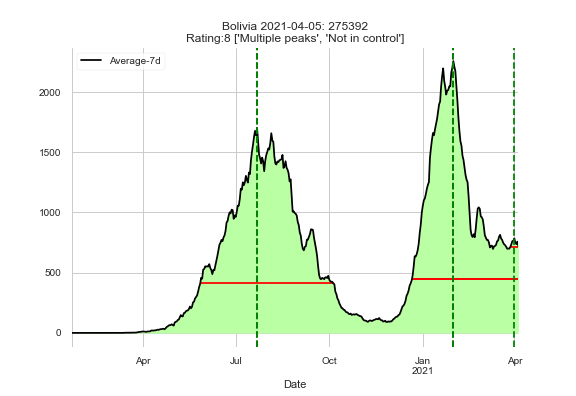 Bolivia 2021-04-05: 275392
Rating:8 ['Multiple peaks', 'Not in control']
Average-7d
2000
1500
1000
500
0
Apr
Jul
Oct
Jan
2021
Apr
Date